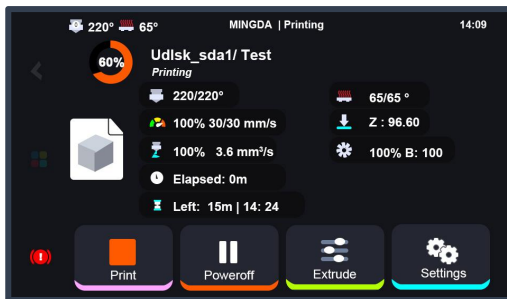 220° 65° MINGDA | Printing 14:09
60%
Udlsk_sda1/ Test
Printing
220/220° 65/65 °
100% 30/30 mm/s Z : 96.60
100% 3.6 mm³/s 100% B: 100
Elapsed: 0m
Left: 15m | 14: 24
Print Poweroff Extrude Settings